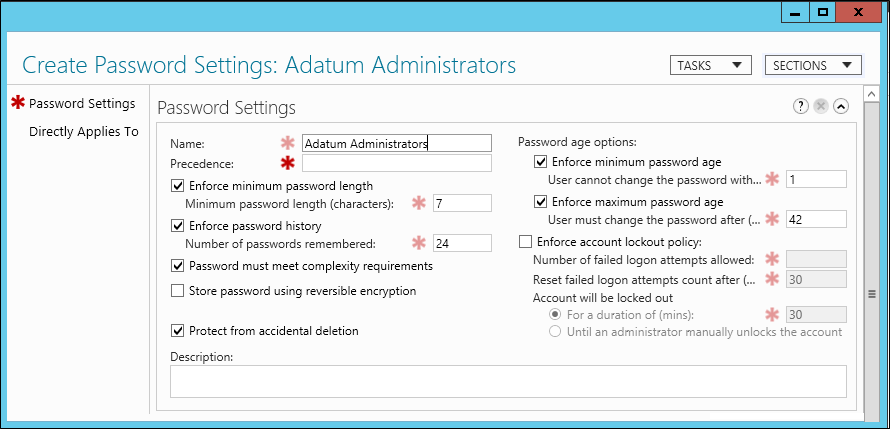 Create Password Settings: Adatum Administrators
TASKS
SECTIONS
Password Settings
Directly Applies To
Password Settings
Name:
Adatum Administrators
Precedence:
Enforce minimum password length
Minimum password length (characters):
7
Enforce password history
Number of passwords remembered:
24
Password must meet complexity requirements
Store password using reversible encryption
Protect from accidental deletion
Password age options:
Enforce minimum password age
User cannot change the password with...
1
Enforce maximum password age
User must change the password after (...
42
Enforce account lockout policy:
Number of failed logon attempts allowed:
Reset failed logon attempts count after (...
30
Account will be locked out
For a duration of (mins):
30
Until an administrator manually unlocks the account
Description: